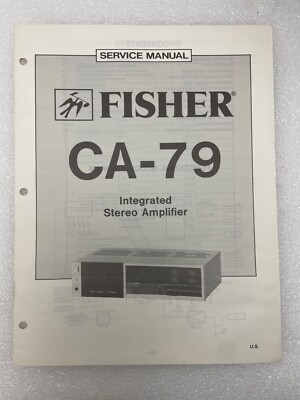 SERVICE MANUAL
FISHER®
CA-79
Integrated
Stereo Amplifier
U.S.